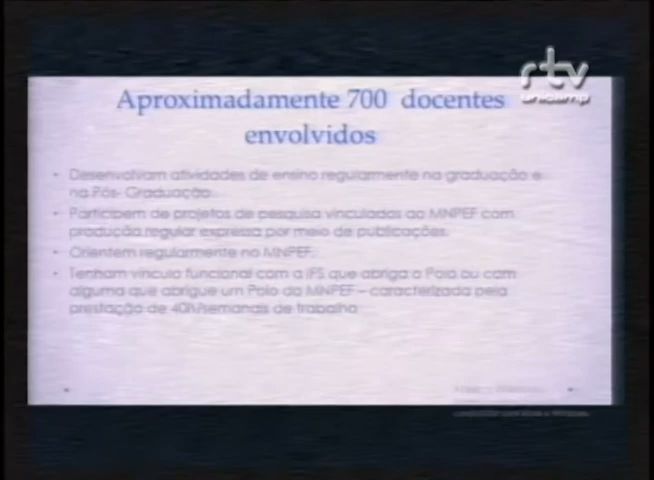 rtv
unicamp
Aproximadamente 700 docentes
envolvidos
• Desenvolvam atividades de ensino regularmente na graduação e
na Pós- Graduação.
• Participem de projetos de pesquisa vinculados ao MNPEF com
produção regular expressa por meio de publicações.
• Orientem regularmente no MNPEF.
• Tenham vínculo funcional com a IFS que abriga o Polo ou com
alguma que abrigue um Polo do MNPEF – caracterizada pela
prestação de 40h/semanais de trabalho